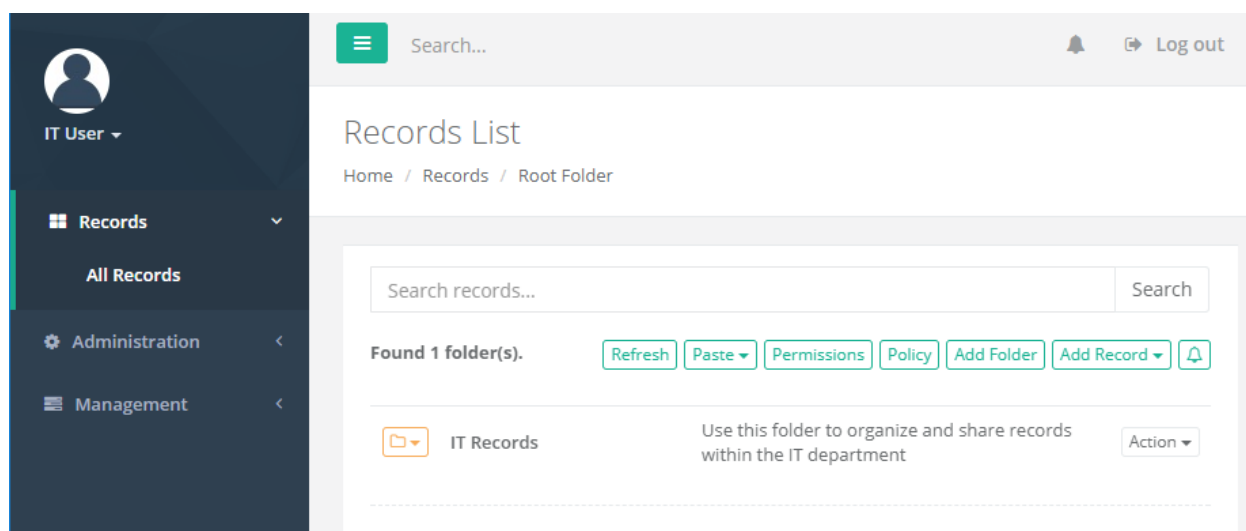 IT User
Records
All Records
Administration
Management
Search...
Log out
Records List
Home / Records / Root Folder
Search records...
Search
Found 1 folder(s).
Refresh Paste Permissions Policy Add Folder Add Record
IT Records
Use this folder to organize and share records
within the IT department
Action